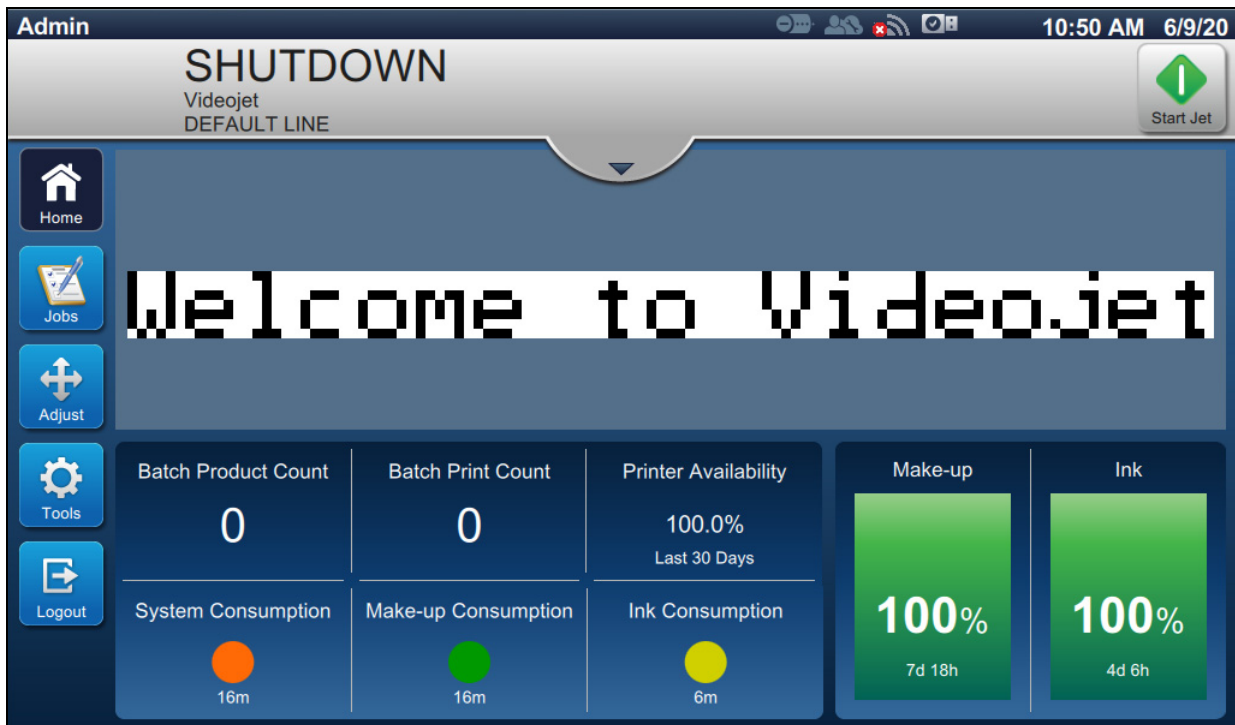 Admin 10:50 AM 6/9/20
SHUTDOWN
Videojet
DEFAULT LINE
Start Jet
Home
Jobs
Adjust
Tools
Logout
Welcome to Videojet
Batch Product Count
0
Batch Print Count
0
Printer Availability
100.0%
Last 30 Days
System Consumption
16m
Make-up Consumption
16m
Ink Consumption
6m
Make-up
100%
7d 18h
Ink
100%
4d 6h